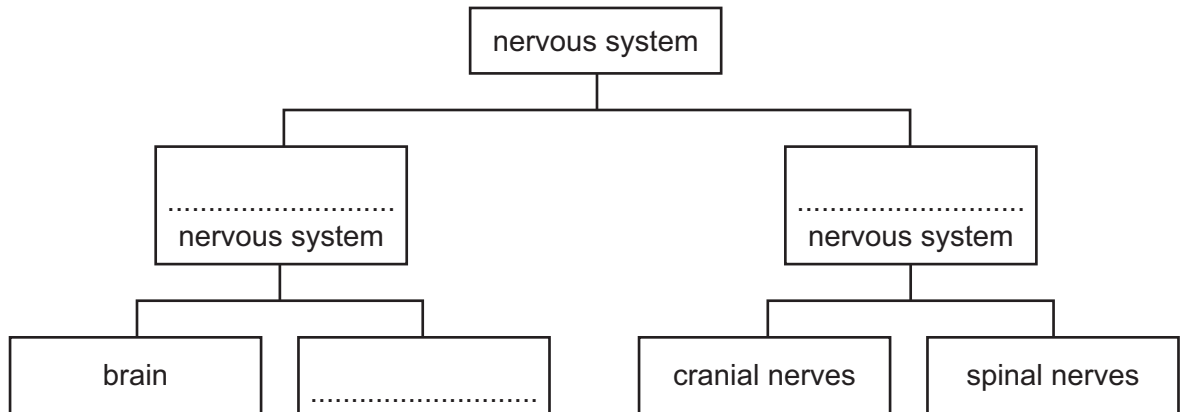 nervous system
............................
nervous system
............................
nervous system
brain
............................
cranial nerves
spinal nerves